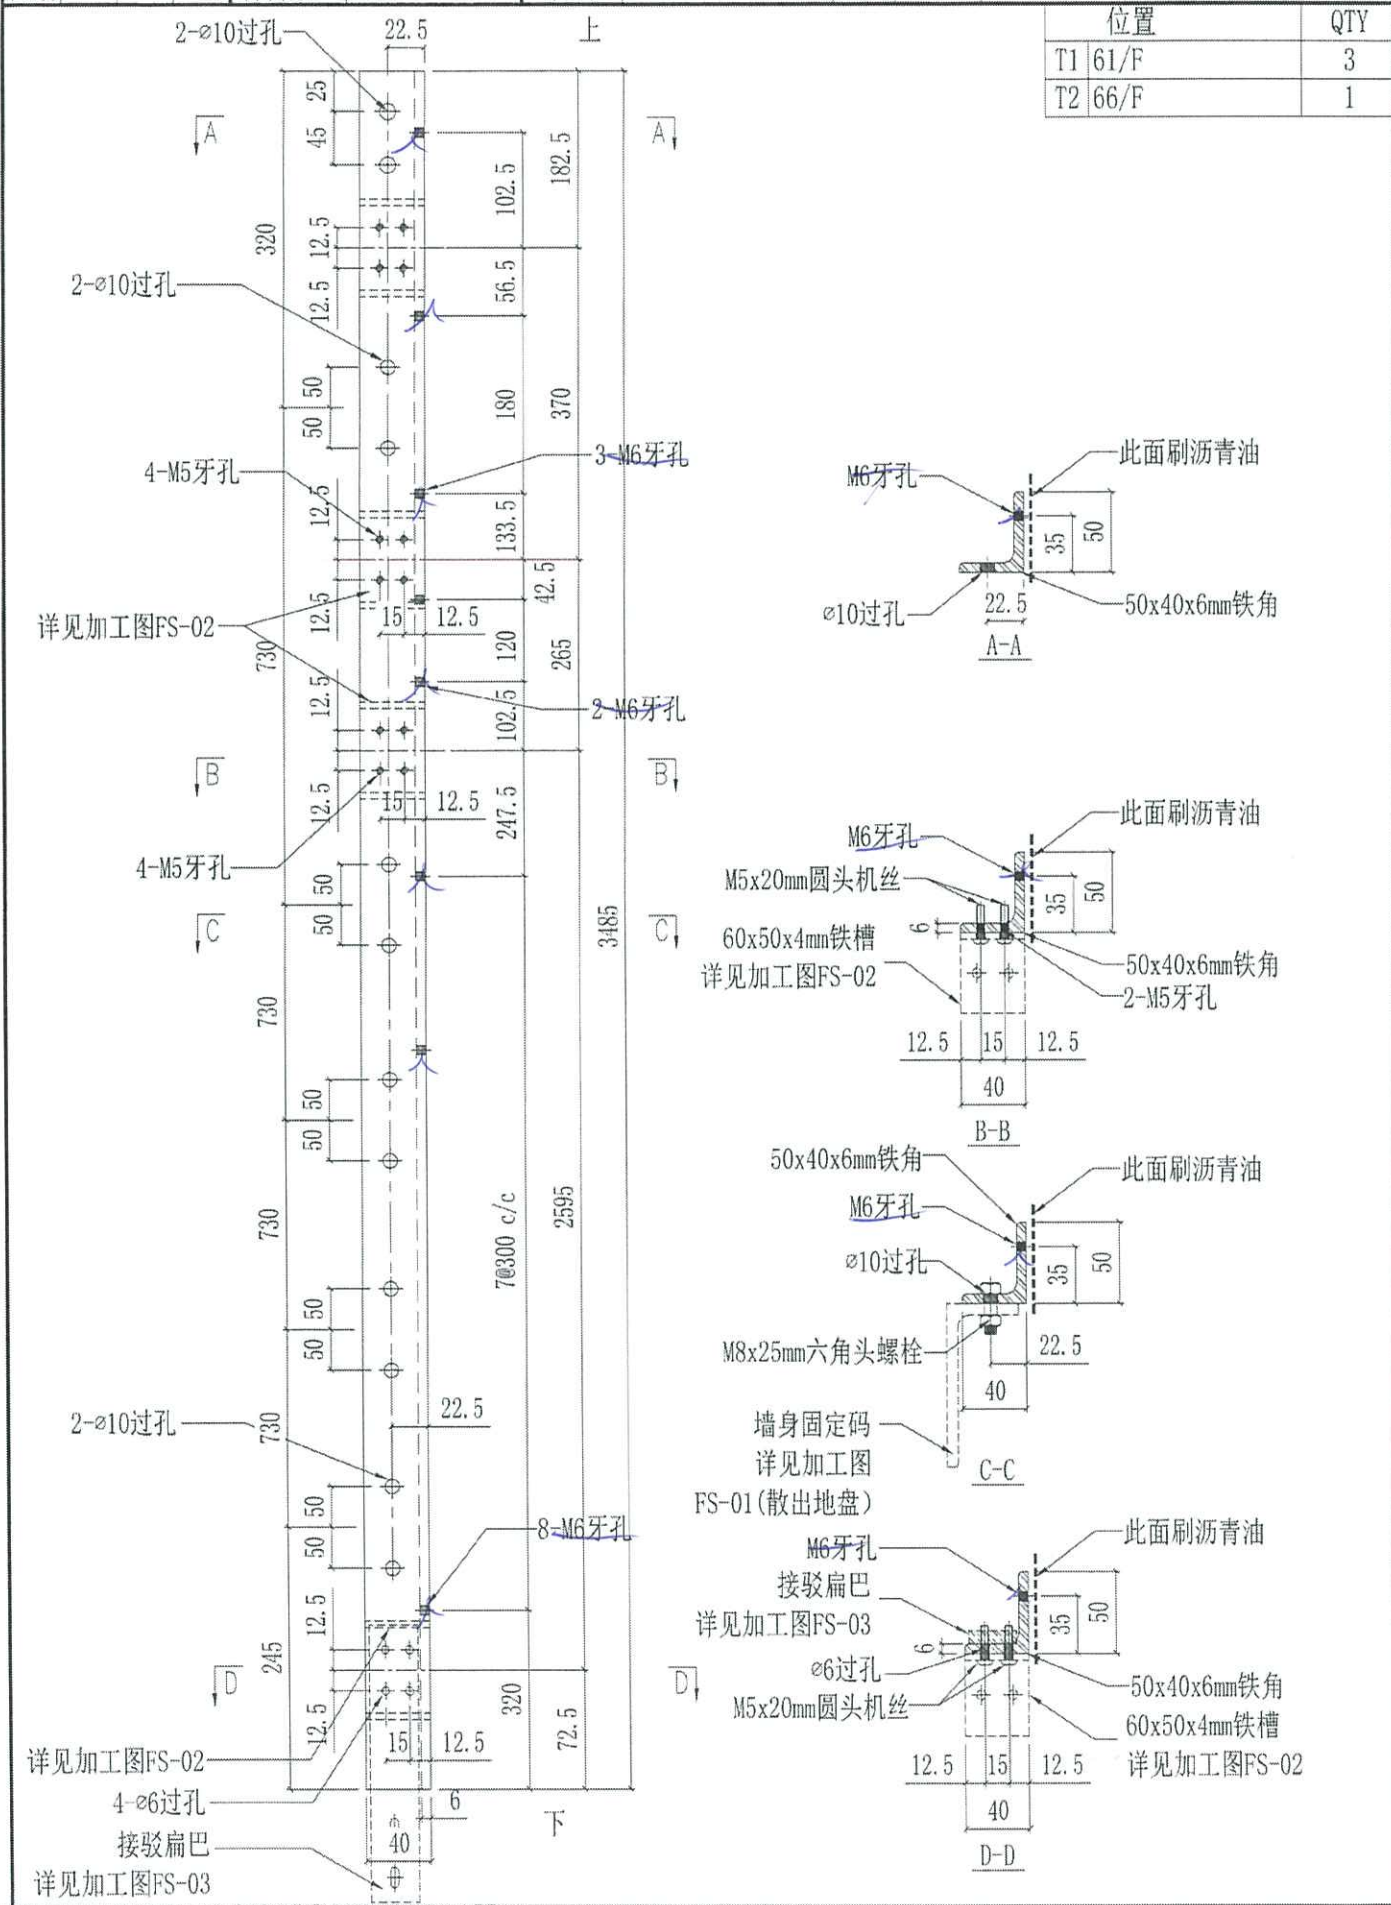 位置 QTY
T1 61/F 3
T2 66/F 1
2-⌀10过孔
22.5
上
25
45
A
A
102.5
182.5
320
12.5
12.5
56.5
2-⌀10过孔
50
50
180
370
4-M5牙孔
3-M6牙孔
12.5
133.5
42.5
详见加工图FS-02
12.5
15
12.5
730
120
265
12.5
102.5
2-M6牙孔
B
B
12.5
15
12.5
247.5
4-M5牙孔
50
50
C
C
3485
730
50
50
730
7@300 c/c
2595
50
50
22.5
2-⌀10过孔
730
50
50
8-M6牙孔
12.5
245
D
D
12.5
320
72.5
15
12.5
详见加工图FS-02
4-⌀6过孔
6
下
接驳扁巴
40
详见加工图FS-03
M6牙孔
此面刷沥青油
35
50
⌀10过孔
22.5
50x40x6mm铁角
A-A
此面刷沥青油
M6牙孔
M5x20mm圆头机丝
35
50
60x50x4mm铁槽
6
详见加工图FS-02
50x40x6mm铁角
2-M5牙孔
12.5
15
12.5
40
B-B
50x40x6mm铁角
此面刷沥青油
M6牙孔
⌀10过孔
35
50
M8x25mm六角头螺栓
22.5
40
墙身固定码
详见加工图
FS-01(散出地盘)
C-C
此面刷沥青油
M6牙孔
接驳扁巴
详见加工图FS-03
35
50
6
⌀6过孔
M5x20mm圆头机丝
50x40x6mm铁角
60x50x4mm铁槽
详见加工图FS-02
12.5
15
12.5
40
D-D